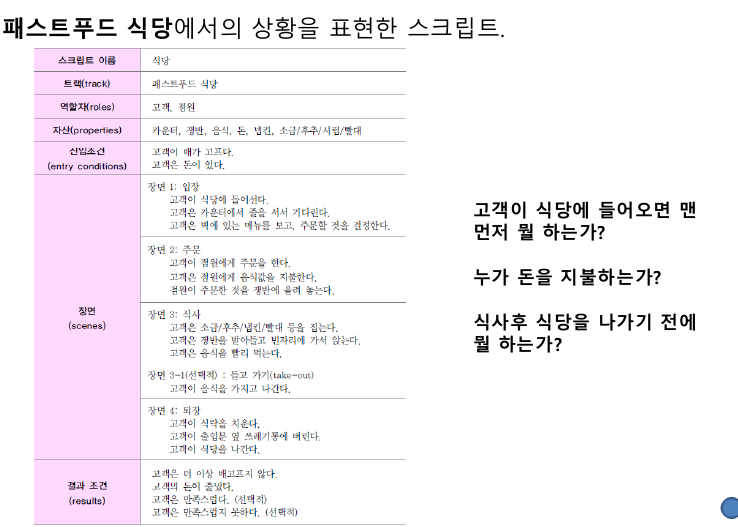 패스트푸드 식당에서의 상황을 표현한 스크립트.
스크립트 이름 식당
트랙(track) 패스트푸드 식당
역할자(roles) 고객, 점원
자산(properties) 카운터, 쟁반, 음식, 돈, 냅킨, 소금/후추/시럽/빨대
진입조건 고객이 배가 고프다.
(entry conditions) 고객은 돈이 있다.
장면
(scenes)
장면 1: 입장
고객이 식당에 들어선다.
고객은 카운터에서 줄을 서서 기다린다.
고객은 벽에 있는 메뉴를 보고, 주문할 것을 결정한다.
장면 2: 주문
고객이 점원에게 주문을 한다.
고객은 점원에게 음식값을 지불한다.
점원이 주문한 것을 쟁반에 올려 놓는다.
장면 3: 식사
고객은 소금/후추/냅킨/빨대 등을 집는다.
고객은 쟁반을 받아들고 빈자리에 가서 앉는다.
고객은 음식을 빨리 먹는다.
장면 3-1(선택적) : 들고 가기(take-out)
고객이 음식을 가지고 나간다.
장면 4: 퇴장
고객이 식탁을 치운다.
고객이 출입문 옆 쓰레기통에 버린다.
고객이 식당을 나간다.
결과 조건
(results)
고객은 더 이상 배고프지 않다.
고객의 돈이 줄었다.
고객은 만족스럽다. (선택적)
고객은 만족스럽지 못하다. (선택적)
고객이 식당에 들어오면 맨
먼저 뭘 하는가?
누가 돈을 지불하는가?
식사후 식당을 나가기 전에
뭘 하는가?